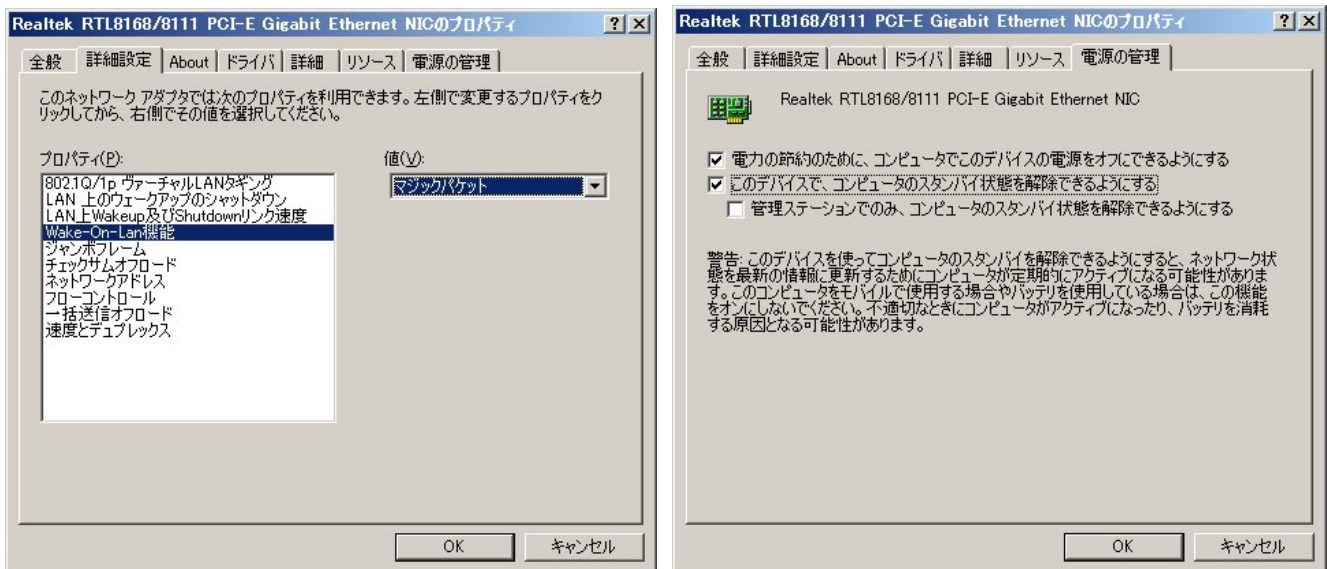 Realtek RTL8168/8111 PCI-E Gigabit Ethernet NICのプロパティ
全般 詳細設定 About ドライバ 詳細 リソース 電源の管理
このネットワーク アダプタでは次のプロパティを利用できます。左側で変更するプロパティをク
リックしてから、右側でその値を選択してください。
プロパティ(P):
802.1Q/1p ヴァーチャルLANタギング
LAN 上のウェークアップのシャットダウン
LAN上Wakeup及びShutdownリンク速度
Wake-On-Lan機能
ジャンボフレーム
チェックサムオフロード
ネットワークアドレス
フローコントロール
一括送信オフロード
速度とデュプレックス
値(V):
マジックパケット
OK キャンセル
Realtek RTL8168/8111 PCI-E Gigabit Ethernet NICのプロパティ
全般 詳細設定 About ドライバ 詳細 リソース 電源の管理
Realtek RTL8168/8111 PCI-E Gigabit Ethernet NIC
電力の節約のために、コンピュータでこのデバイスの電源をオフにできるようにする
このデバイスで、コンピュータのスタンバイ状態を解除できるようにする
管理ステーションでのみ、コンピュータのスタンバイ状態を解除できるようにする
警告: このデバイスを使ってコンピュータのスタンバイを解除できるようにすると、ネットワーク状
態を最新の情報に更新するためにコンピュータが定期的にアクティブになる可能性がありま
す。このコンピュータをモバイルで使用する場合やバッテリを使用している場合は、この機能
をオンにしないでください。不適切なときにコンピュータがアクティブになったり、バッテリを消耗
する原因となる可能性があります。
OK キャンセル